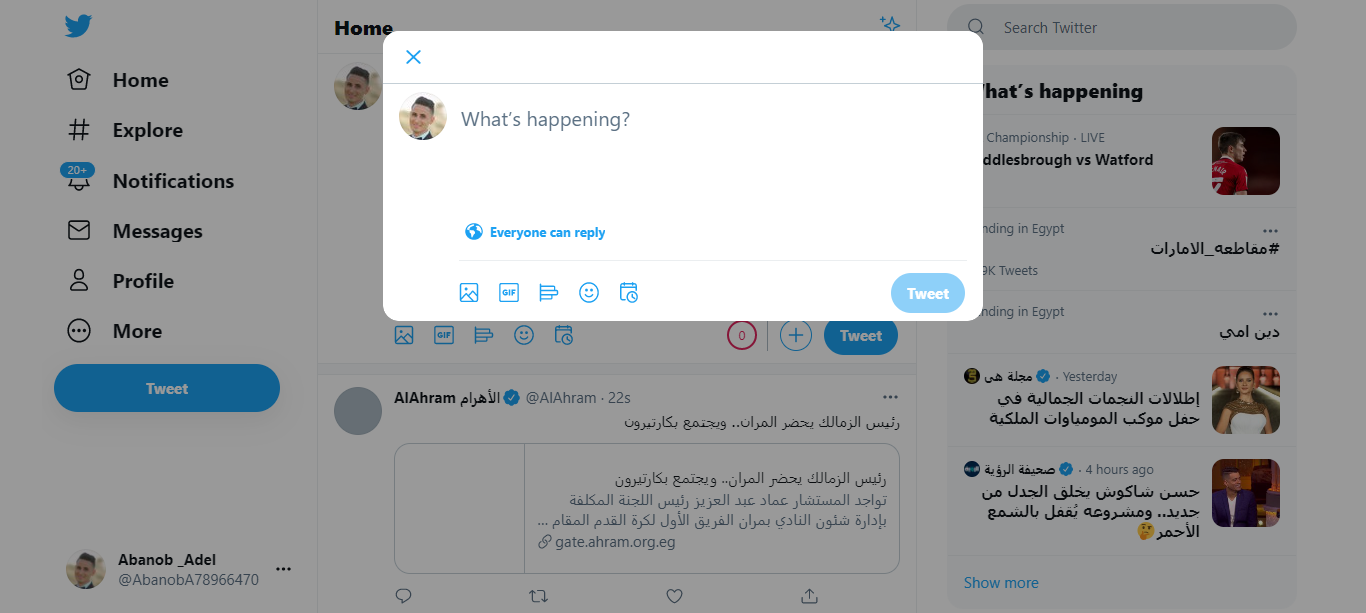 Home
Explore
20+
Notifications
Messages
Profile
More
Tweet
Abanob _Adel
@AbanobA78966470
Home
What's happening?
Everyone can reply
GIF
Tweet
GIF
0
Tweet
AlAhram الأهرام @AlAhram · 22s
رئيس الزمالك يحضر المران.. ويجتمع بكارتيرون
رئيس الزمالك يحضر المران.. ويجتمع بكارتيرون
تواجد المستشار عماد عبد العزيز رئيس اللجنة المكلفة
بإدارة شئون النادي بمران الفريق الأول لكرة القدم المقام ...
gate.ahram.org.eg
Search Twitter
hat's happening
Championship · LIVE
ddlesbrough vs Watford
nding in Egypt
#مقاطعه_الامارات
9K Tweets
nding in Egypt
دين امي
مجلة هي · Yesterday
إطلالات النجمات الجمالية في
حفل موكب المومياوات الملكية
صحيفة الرؤية · 4 hours ago
حسن شاكوش يخلق الجدل من
جديد.. ومشروعه يُقفل بالشمع
الأحمر🤔
Show more